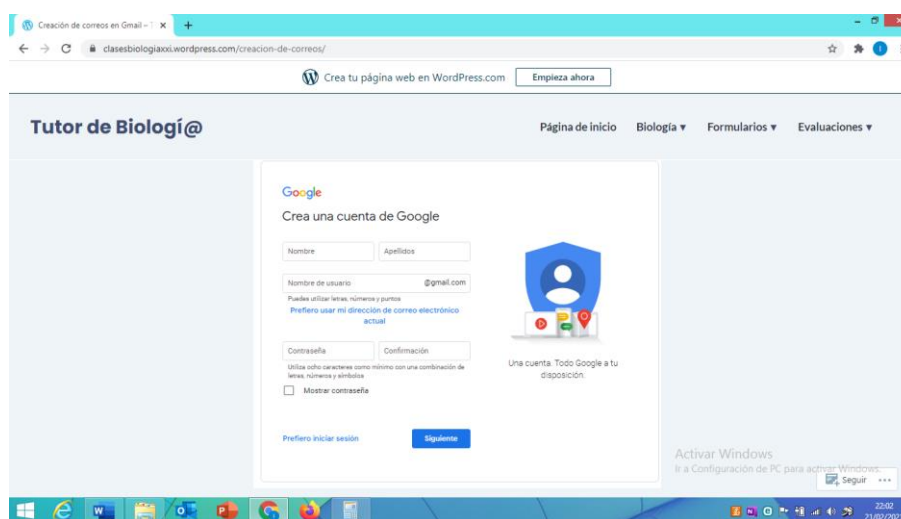 Creación de correos en Gmail –
clasesbiologiaxxi.wordpress.com/creacion-de-correos/
Crea tu página web en WordPress.com
Empieza ahora
Tutor de Biologí@
Página de inicio Biología Formularios Evaluaciones
Google
Crea una cuenta de Google
Nombre Apellidos
Nombre de usuario @gmail.com
Puedes utilizar letras, números y puntos
Prefiero usar mi dirección de correo electrónico
actual
Contraseña Confirmación
Utiliza ocho caracteres como mínimo con una combinación de
letras, números y símbolos
Mostrar contraseña
Una cuenta. Todo Google a tu
disposición.
Prefiero iniciar sesión Siguiente
Activar Windows
Ir a Configuración de PC para activar Windows.
Seguir
22:02
21/02/202